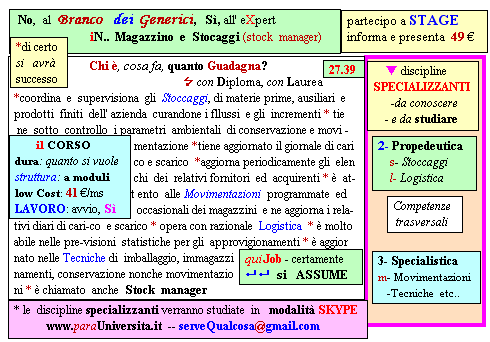 No, al Branco dei Generici, Sì, all' eXpert
iN.. Magazzino e Stocaggi (stock manager)
partecipo a STAGE
informa e presenta 49 €
*di certo
si avrà
successo
Chi è, cosa fa, quanto Guadagna?
27.39
con Diploma, con Laurea
*coordina e supervisiona gli Stoccaggi, di materie prime, ausiliari e
prodotti finiti dell' azienda curandone i flussi e gli incrementi * tie
ne sotto controllo i parametri ambientali di conservazione e movi -
mentazione *tiene aggiornato il giornale di cari
co e scarico *aggiorna periodicamente gli elen
chi dei relativi fornitori ed acquirenti * è at-
tento alle Movimentazioni programmate ed
occasionali dei magazzini e ne aggiorna i rela-
tivi diari di cari-co e scarico * opera con razionale Logistica * è molto
abile nelle pre-visioni statistiche per gli approvigionamenti * è aggior
nato nelle Tecniche di imballaggio, immagazzi
namenti, conservazione nonche movimentazio
ni * è chiamato anche Stock manager
il CORSO
dura: quanto si vuole
struttura: a moduli
low Cost: 41 €/ms
LAVORO: avvio, Sì
quiJob - certamente
si ASSUME
discipline
SPECIALIZZANTI
-da conoscere
- e da studiare
2- Propedeutica
s- Stoccaggi
l- Logistica
Competenze
trasversali
3- Specialistica
m- Movimentazioni
-Tecniche etc..
* le discipline specializzanti verranno studiate in modalità SKYPE
www.paraUniversita.it -- serveQualcosa@gmail.com